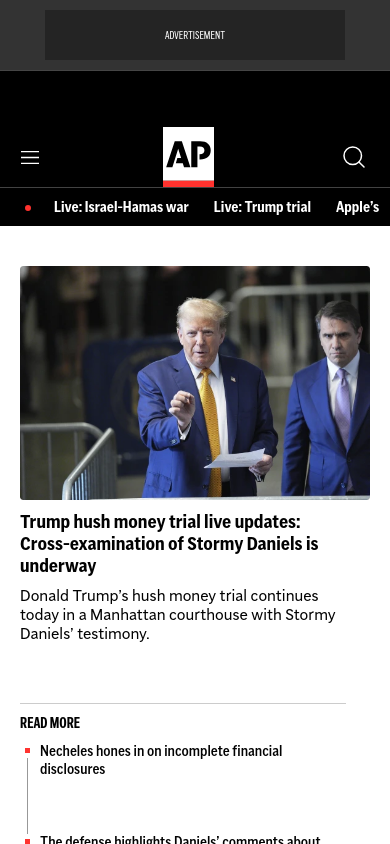 ADVERTISEMENT
AP
Live: Israel-Hamas war Live: Trump trial Apple's
Trump hush money trial live updates:
Cross-examination of Stormy Daniels is
underway
Donald Trump's hush money trial continues
today in a Manhattan courthouse with Stormy
Daniels' testimony.
READ MORE
Necheles hones in on incomplete financial
disclosures
The defense highlights Daniels' comments about